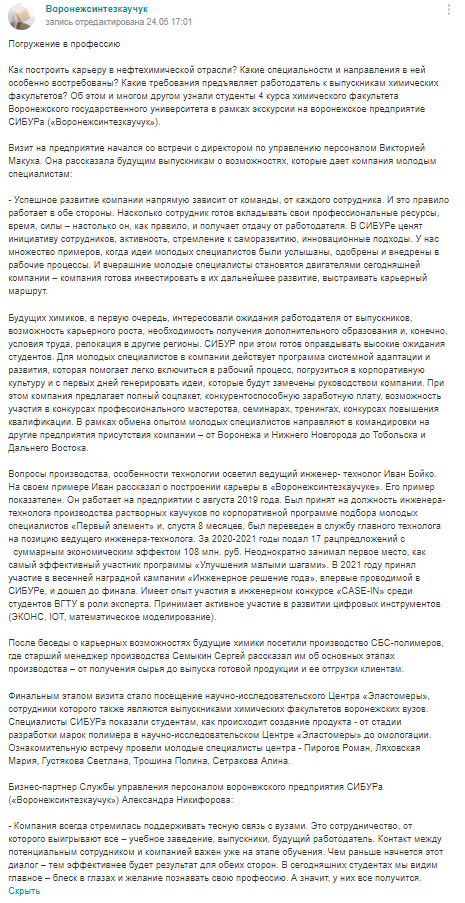 Воронежсинтезкаучук
запись отредактирована 24.05 17:01
Погружение в профессию
Как построить карьеру в нефтехимической отрасли? Какие специальности и направления в ней
особенно востребованы? Какие требования предъявляет работодатель к выпускникам химических
факультетов? Об этом и многом другом узнали студенты 4 курса химического факультета
Воронежского государственного университета в рамках экскурсии на воронежское предприятие
СИБУРа («Воронежсинтезкаучук»).
Визит на предприятие начался со встречи с директором по управлению персоналом Викторией
Макуха. Она рассказала будущим выпускникам о возможностях, которые дает компания молодым
специалистам:
- Успешное развитие компании напрямую зависит от команды, от каждого сотрудника. И это правило
работает в обе стороны. Насколько сотрудник готов вкладывать свои профессиональные ресурсы,
время, силы – настолько он, как правило, и получает отдачу от работодателя. В СИБУРе ценят
инициативу сотрудников, активность, стремление к саморазвитию, инновационные подходы. У нас
множество примеров, когда идеи молодых специалистов были услышаны, одобрены и внедрены в
рабочие процессы. И вчерашние молодые специалисты становятся двигателями сегодняшней
компании – компания готова инвестировать в их дальнейшее развитие, выстраивать карьерный
маршрут.
Будущих химиков, в первую очередь, интересовали ожидания работодателя от выпускников,
возможность карьерного роста, необходимость получения дополнительного образования и, конечно,
условия труда, релокация в другие регионы. СИБУР при этом готов оправдывать высокие ожидания
студентов. Для молодых специалистов в компании действует программа системной адаптации и
развития, которая помогает легко включиться в рабочий процесс, погрузиться в корпоративную
культуру и с первых дней генерировать идеи, которые будут замечены руководством компании. При
этом компания предлагает полный соцпакет, конкурентоспособную заработную плату, возможность
участия в конкурсах профессионального мастерства, семинарах, тренингах, конкурсах повышения
квалификации. В рамках обмена опытом молодых специалистов направляют в командировки на
другие предприятия присутствия компании – от Воронежа и Нижнего Новгорода до Тобольска и
Дальнего Востока.
Вопросы производства, особенности технологии осветил ведущий инженер- технолог Иван Бойко.
На своем примере Иван рассказал о построении карьеры в «Воронежсинтезкаучуке». Его пример
показателен. Он работает на предприятии с августа 2019 года. Был принят на должность инженера-
технолога производства растворных каучуков по корпоративной программе подбора молодых
специалистов «Первый элемент» и, спустя 8 месяцев, был переведен в службу главного технолога
на позицию ведущего инженера-технолога. За 2020-2021 годы подал 17 рацпредложений с
суммарным экономическим эффектом 108 млн. руб. Неоднократно занимал первое место, как
самый эффективный участник программы «Улучшения малыми шагами». В 2021 году принял
участие в весенней наградной кампании «Инженерное решение года», впервые проводимой в
СИБУРе, и дошел до финала. Имеет опыт участия в инженерном конкурсе «CASE-IN» среди
студентов ВГТУ в роли эксперта. Принимает активное участие в развитии цифровых инструментов
(ЭКОНС, IOT, математическое моделирование).
После беседы о карьерных возможностях будущие химики посетили производство СБС-полимеров,
где старший менеджер производства Семыкин Сергей рассказал им об основных этапах
производства – от получения сырья до выпуска готовой продукции и ее отгрузки клиентам.
Финальным этапом визита стало посещение научно-исследовательского Центра «Эластомеры»,
сотрудники которого также являются выпускниками химических факультетов воронежских вузов.
Специалисты СИБУРа показали студентам, как происходит создание продукта - от стадии
разработки марок полимера в научно-исследовательском Центре «Эластомеры» до омологации.
Ознакомительную встречу провели молодые специалисты центра - Пирогов Роман, Ляховская
Мария, Густякова Светлана, Трошина Полина, Сетракова Алина.
Бизнес-партнер Службы управления персоналом воронежского предприятия СИБУРа
(«Воронежсинтезкаучук») Александра Никифорова:
- Компания всегда стремилась поддерживать тесную связь с вузами. Это сотрудничество, от
которого выигрывают все – учебное заведение, выпускники, будущий работодатель. Контакт между
потенциальным сотрудником и компанией важен уже на этапе обучения. Чем раньше начнется этот
диалог – тем эффективнее будет результат для обеих сторон. В сегодняшних студентах мы видим
главное – блеск в глазах и желание познавать свою профессию. А значит, у них все получится.
Скрыть